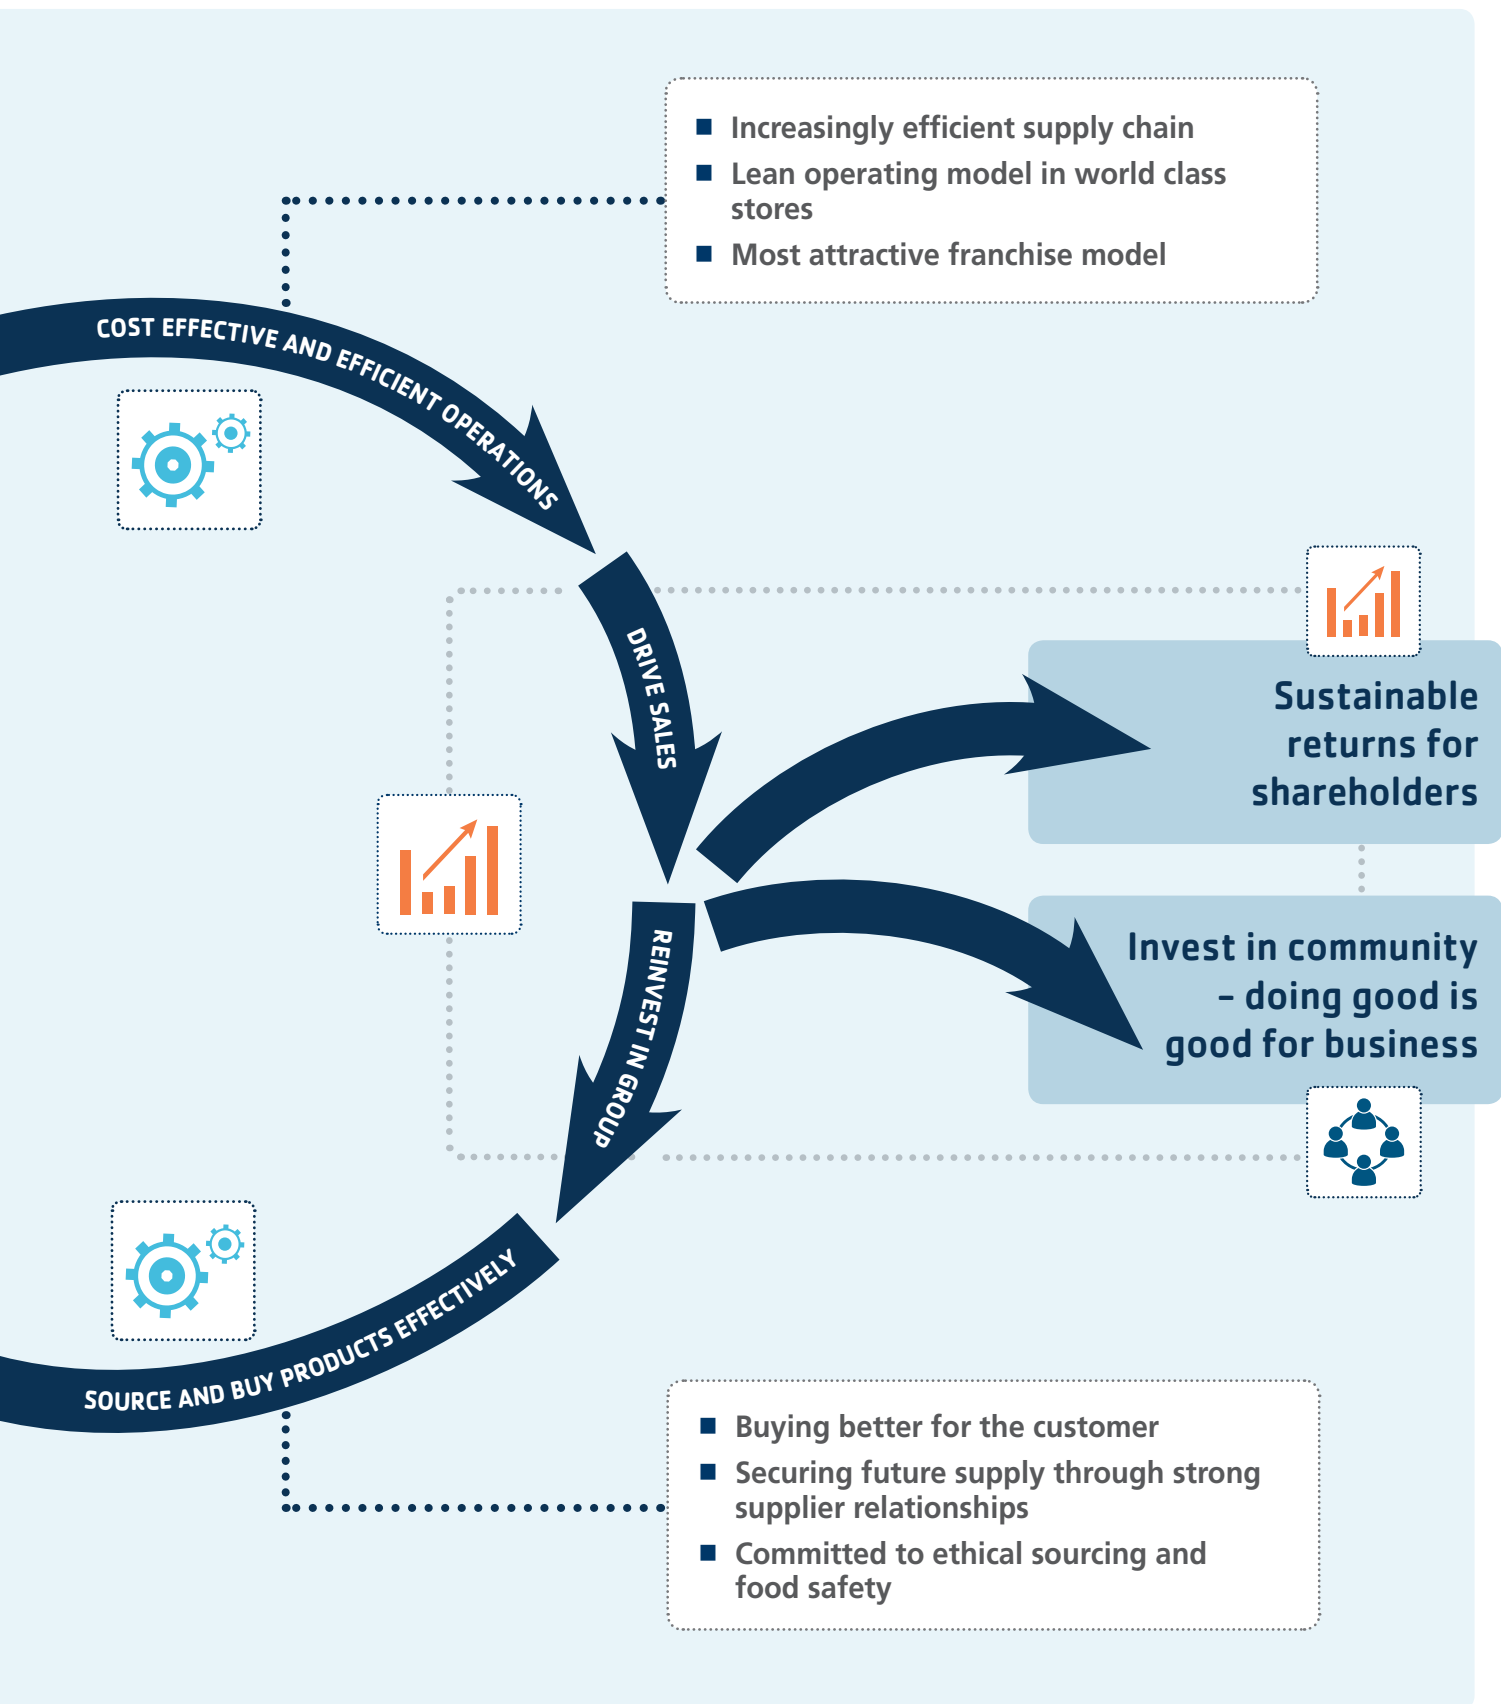 ■ Increasingly efficient supply chain
■ Lean operating model in world class
stores
■ Most attractive franchise model
COST EFFECTIVE AND EFFICIENT OPERATIONS
DRIVE SALES
Sustainable
returns for
shareholders
REINVEST IN GROUP
Invest in community
– doing good is
good for business
SOURCE AND BUY PRODUCTS EFFECTIVELY
■ Buying better for the customer
■ Securing future supply through strong
supplier relationships
■ Committed to ethical sourcing and
food safety